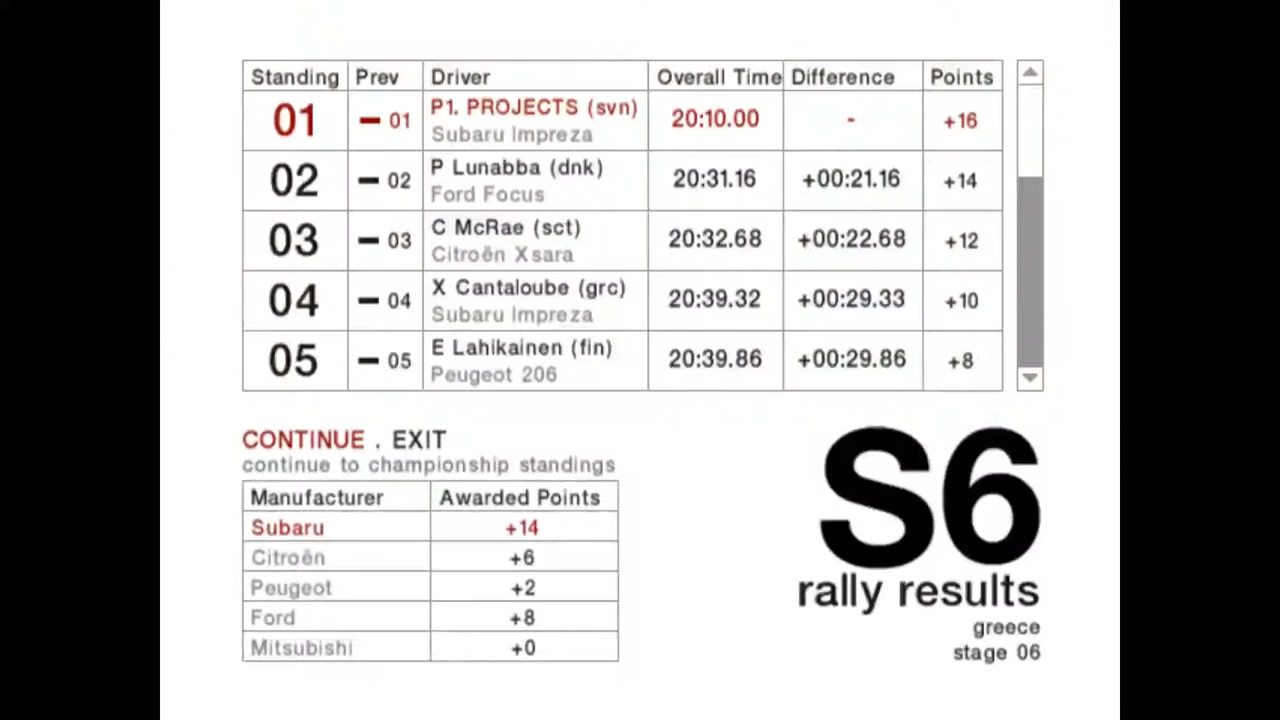 Standing Prev Driver Overall Time Difference Points
01 - 01 P1. PROJECTS (svn) 20:10.00 - +16
Subaru Impreza
02 - 02 P Lunabba (dnk) 20:31.16 +00:21.16 +14
Ford Focus
03 - 03 C McRae (sct) 20:32.68 +00:22.68 +12
Citroën Xsara
04 - 04 X Cantaloube (grc) 20:39.32 +00:29.33 +10
Subaru Impreza
05 - 05 E Lahikainen (fin) 20:39.86 +00:29.86 +8
Peugeot 206
CONTINUE . EXIT
continue to championship standings
Manufacturer Awarded Points
Subaru +14
Citroën +6
Peugeot +2
Ford +8
Mitsubishi +0
S6
rally results
greece
stage 06